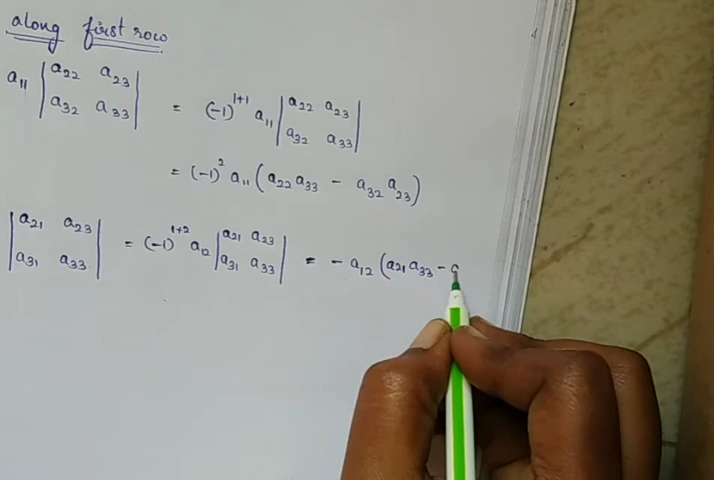 along first row
a₁₁ |a₂₂ a₂₃; a₃₂ a₃₃| = (-1)¹⁺¹ a₁₁ |a₂₂ a₂₃; a₃₂ a₃₃|
= (-1)² a₁₁ (a₂₂ a₃₃ - a₃₂ a₂₃)
|a₂₁ a₂₃; a₃₁ a₃₃| = (-1)¹⁺² a₁₂ |a₂₁ a₂₃; a₃₁ a₃₃| = - a₁₂ (a₂₁ a₃₃ -